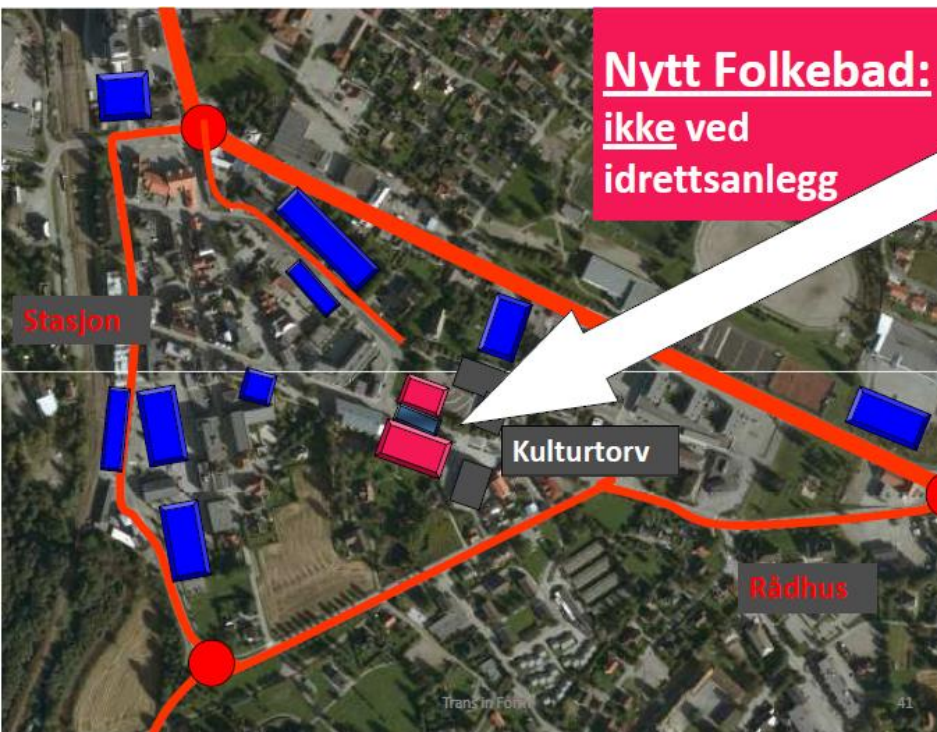 Nytt Folkebad:
ikke ved
idrettsanlegg
Stasjon
Kulturtorv
Rådhus
Trans in Form
41